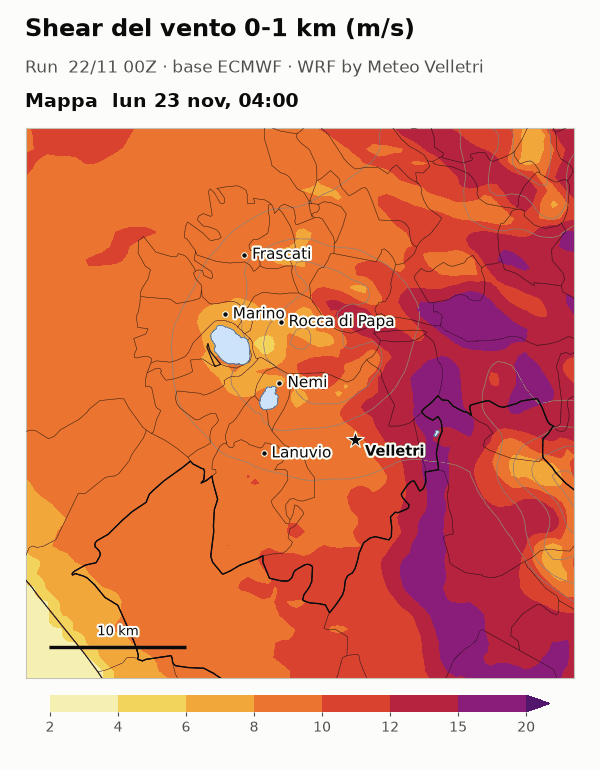 Shear del vento 0-1 km (m/s)
Run  22/11 00Z · base ECMWF · WRF by Meteo Velletri
Mappa  lun 23 nov, 04:00
Frascati
Marino
Rocca di Papa
Nemi
Velletri
Lanuvio
10 km
2 4 6 8 10 12 15 20